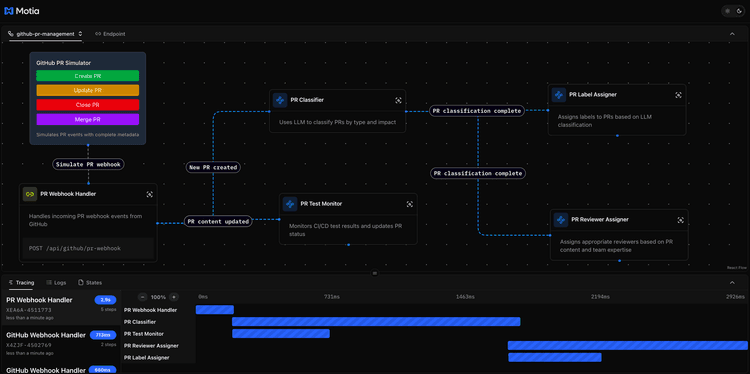 Motia
github-pr-management
Endpoint
GitHub PR Simulator
Create PR
Update PR
Close PR
Merge PR
Simulates PR events with complete metadata
Simulate PR webhook
PR Webhook Handler
Handles incoming PR webhook events from
GitHub
POST /api/github/pr-webhook
New PR created
PR content updated
PR Classifier
Uses LLM to classify PRs by type and impact
PR Test Monitor
Monitors CI/CD test results and updates PR
status
PR classification complete
PR classification complete
PR Label Assigner
Assigns labels to PRs based on LLM
classification
PR Reviewer Assigner
Assigns appropriate reviewers based on PR
content and team expertise
React Flow
Tracing
Logs
States
PR Webhook Handler
2.9s
XEA6A-4511773
5 steps
less than a minute ago
GitHub Webhook Handler
712ms
X4ZJF-4502769
2 steps
less than a minute ago
GitHub Webhook Handler
660ms
100%
0ms
731ms
1463ms
2194ms
2926ms
PR Webhook Handler
PR Classifier
PR Test Monitor
PR Reviewer Assigner
PR Label Assigner